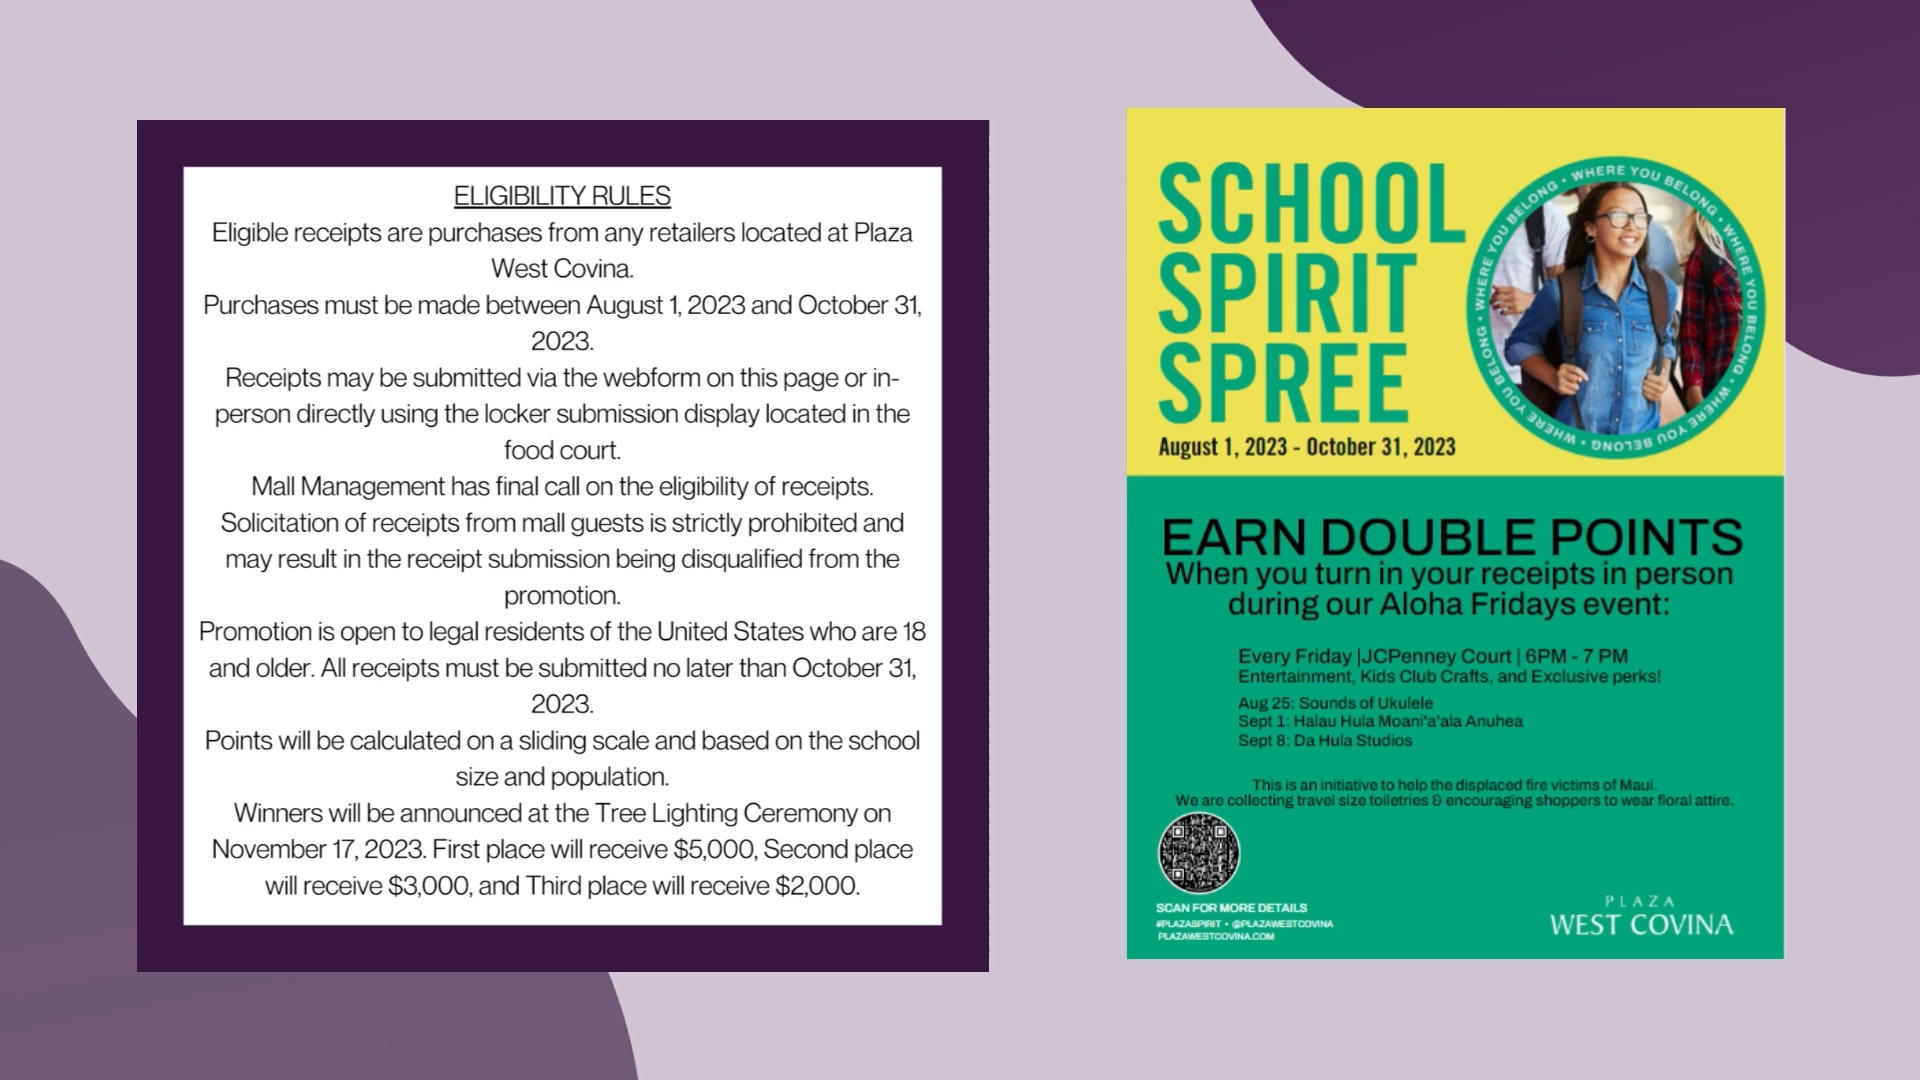 ELIGIBILITY RULES
Eligible receipts are purchases from any retailers located at Plaza
West Covina.
Purchases must be made between August 1, 2023 and October 31,
2023.
Receipts may be submitted via the webform on this page or in-
person directly using the locker submission display located in the
food court.
Mall Management has final call on the eligibility of receipts.
Solicitation of receipts from mall guests is strictly prohibited and
may result in the receipt submission being disqualified from the
promotion.
Promotion is open to legal residents of the United States who are 18
and older. All receipts must be submitted no later than October 31,
2023.
Points will be calculated on a sliding scale and based on the school
size and population.
Winners will be announced at the Tree Lighting Ceremony on
November 17, 2023. First place will receive $5,000, Second place
will receive $3,000, and Third place will receive $2,000.
SCHOOL
SPIRIT
SPREE
August 1, 2023 - October 31, 2023
WHERE YOU BELONG • WHERE YOU BELONG • WHERE YOU BELONG • WHERE YOU BELONG • WHERE YOU BELONG •
EARN DOUBLE POINTS
When you turn in your receipts in person
during our Aloha Fridays event:
Every Friday |JCPenney Court | 6PM - 7 PM
Entertainment, Kids Club Crafts, and Exclusive perks!
Aug 25: Sounds of Ukulele
Sept 1: Halau Hula Moani'a'ala Anuhea
Sept 8: Da Hula Studios
This is an initiative to help the displaced fire victims of Maui.
We are collecting travel size toiletries & encouraging shoppers to wear floral attire.
SCAN FOR MORE DETAILS
#PLAZASPIRIT • @PLAZAWESTCOVINA
PLAZAWESTCOVINA.COM
PLAZA
WEST COVINA